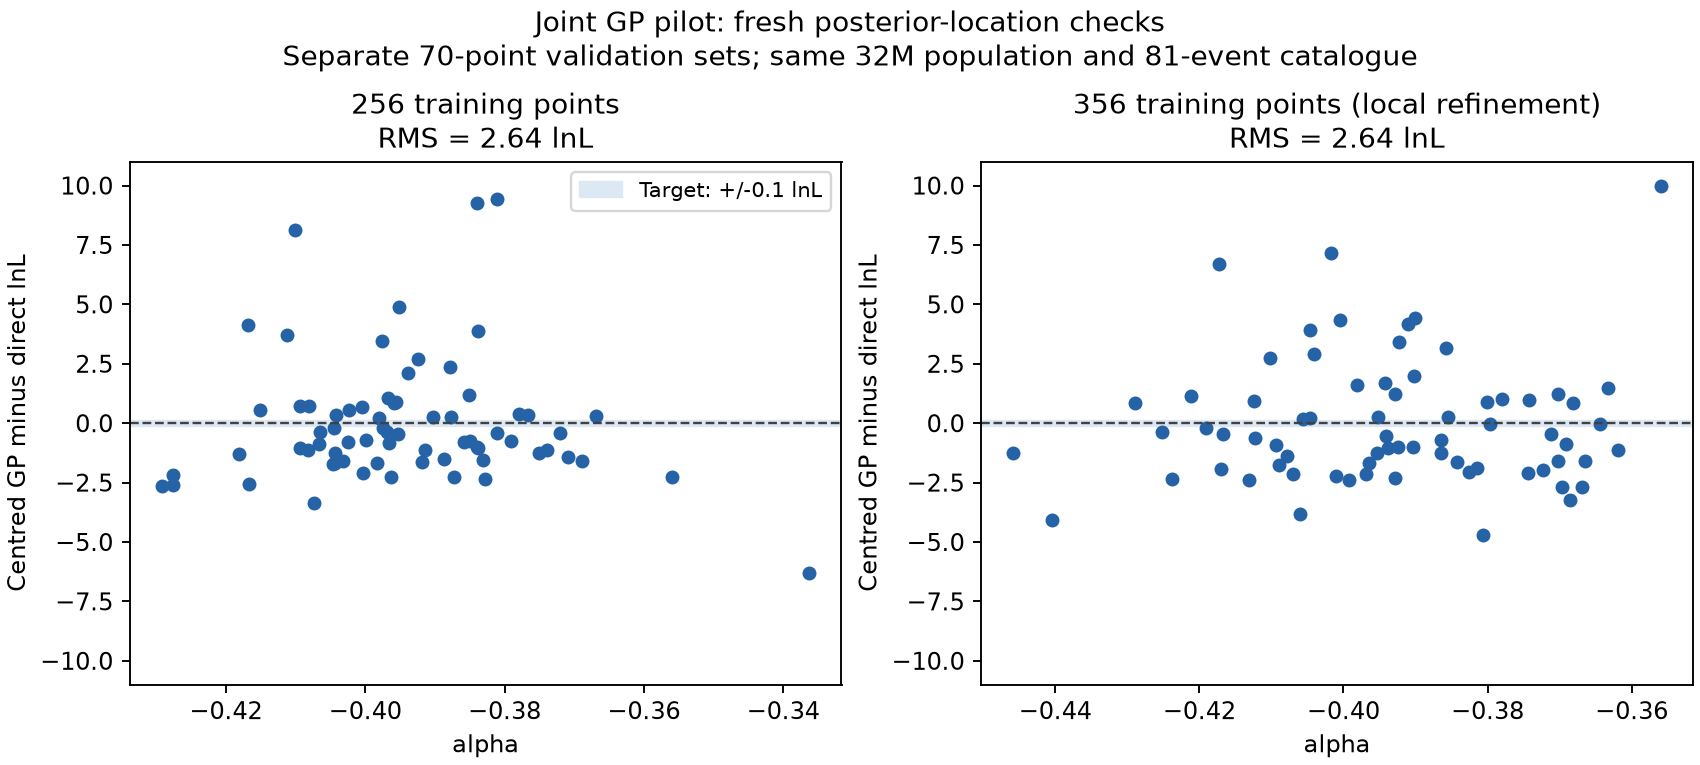 Joint GP pilot: fresh posterior-location checks
Separate 70-point validation sets; same 32M population and 81-event catalogue
256 training points
RMS = 2.64 lnL
Centred GP minus direct lnL
10.0
7.5
5.0
2.5
0.0
−2.5
−5.0
−7.5
−10.0
Target: +/-0.1 lnL
−0.42
−0.40
−0.38
−0.36
−0.34
alpha
356 training points (local refinement)
RMS = 2.64 lnL
Centred GP minus direct lnL
10.0
7.5
5.0
2.5
0.0
−2.5
−5.0
−7.5
−10.0
−0.44
−0.42
−0.40
−0.38
−0.36
alpha